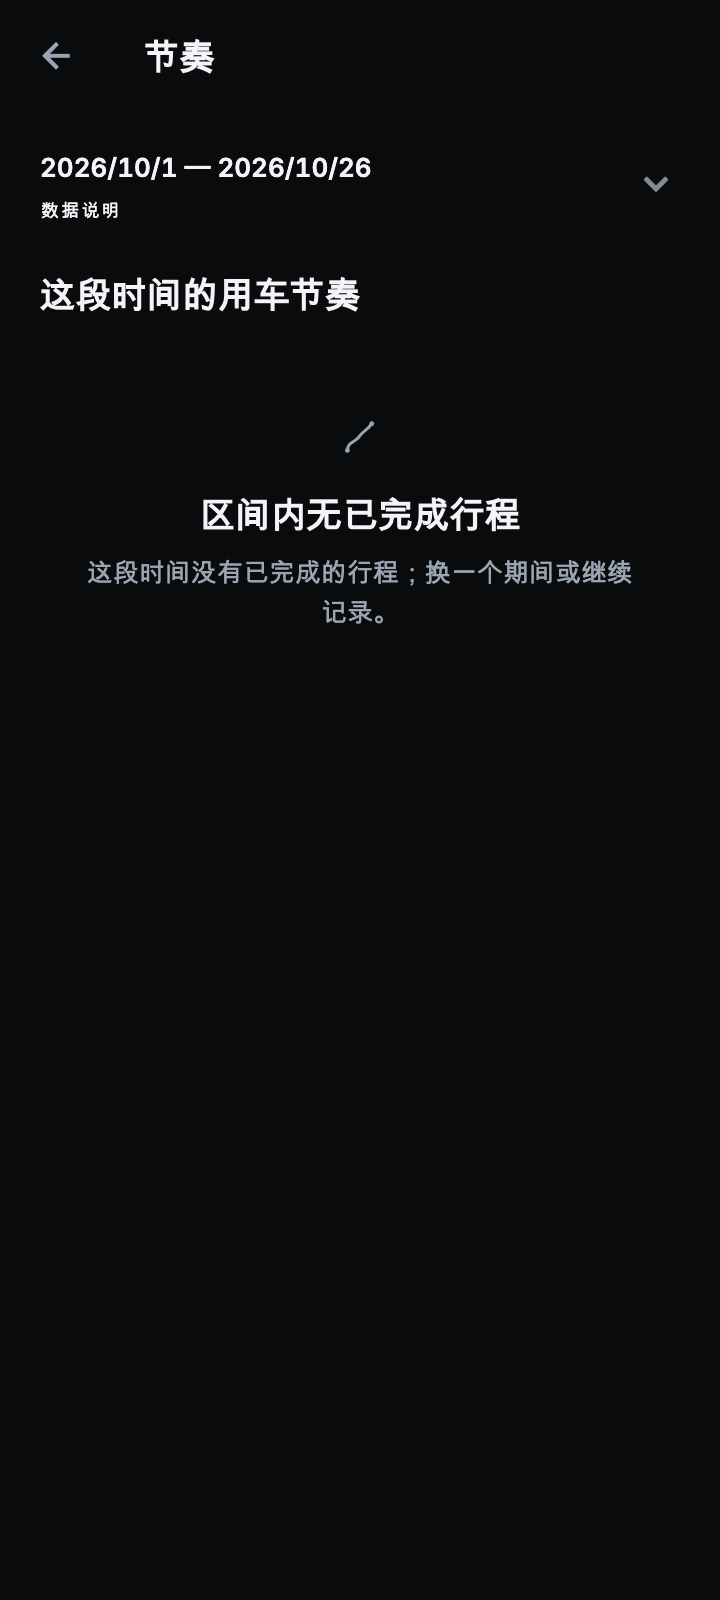 节奏
2026/10/1 — 2026/10/26
数据说明
这段时间的用车节奏
区间内无已完成行程
这段时间没有已完成的行程；换一个期间或继续
记录。